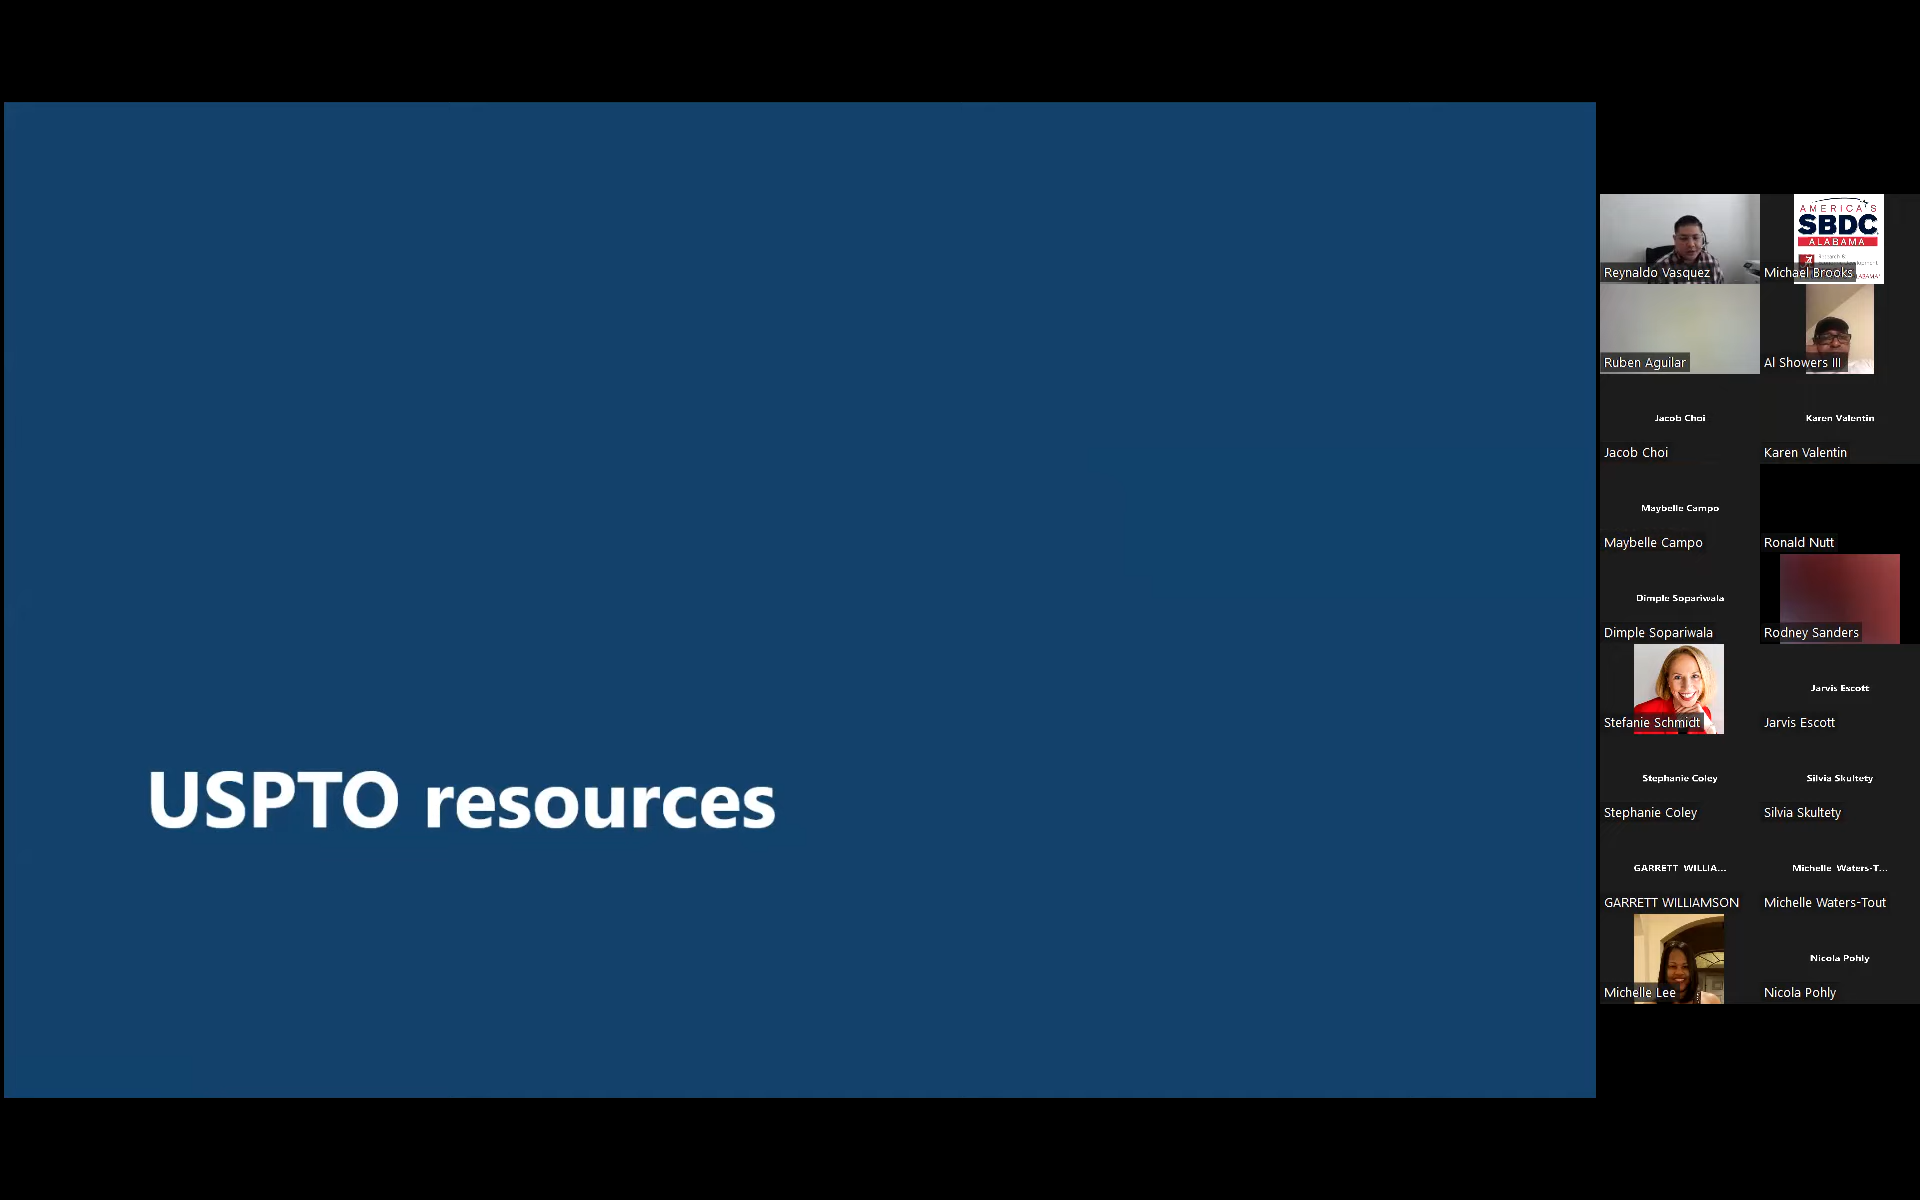 USPTO resources
AMERICA'S
SBDC
ALABAMA
Reynaldo Vasquez
Michael Brooks
Ruben Aguilar
Al Showers III
Jacob Choi
Karen Valentin
Jacob Choi
Karen Valentin
Maybelle Campo
Maybelle Campo
Ronald Nutt
Dimple Sopariwala
Dimple Sopariwala
Rodney Sanders
Jarvis Escott
Stefanie Schmidt
Jarvis Escott
Stephanie Coley
Silvia Skultety
Stephanie Coley
Silvia Skultety
GARRETT WILLIA...
Michelle Waters-T...
GARRETT WILLIAMSON
Michelle Waters-Tout
Nicola Pohly
Michelle Lee
Nicola Pohly